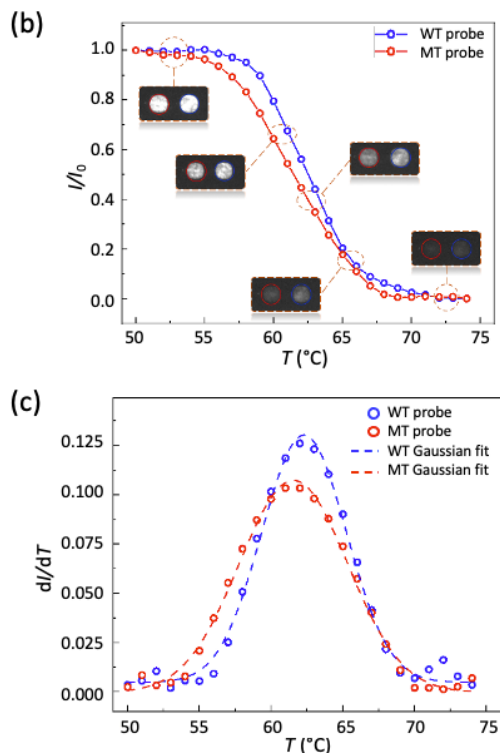 (b)
WT probe
MT probe
1.0
0.8
0.6
0.4
0.2
0.0
I/I0
50 55 60 65 70 75
T (°C)
(c)
WT probe
MT probe
WT Gaussian fit
MT Gaussian fit
0.125
0.100
0.075
0.050
0.025
0.000
dI/dT
50 55 60 65 70 75
T (°C)